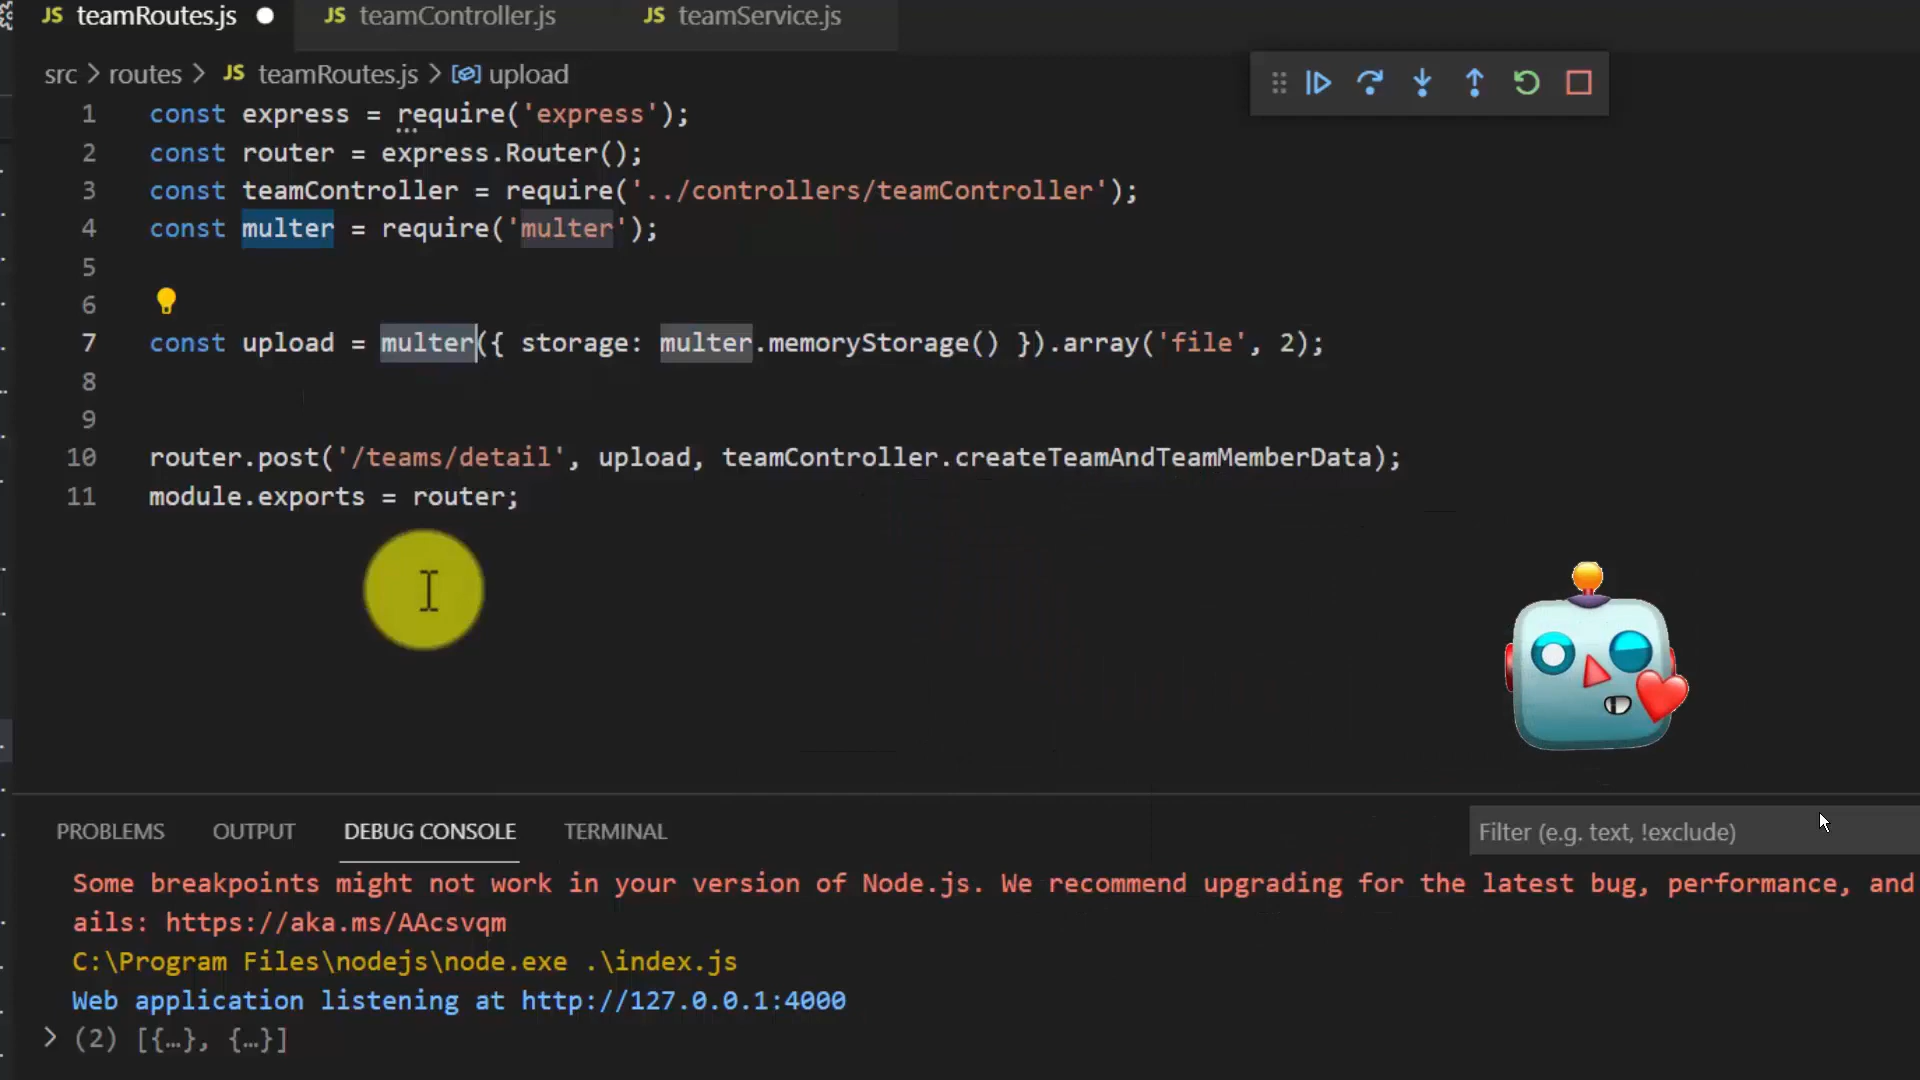 JS teamRoutes.js JS teamController.js JS teamService.js
src > routes > JS teamRoutes.js > upload
1 const express = require('express');
2 const router = express.Router();
3 const teamController = require('../controllers/teamController');
4 const multer = require('multer');
5
6
7 const upload = multer({ storage: multer.memoryStorage() }).array('file', 2);
8
9
10 router.post('/teams/detail', upload, teamController.createTeamAndTeamMemberData);
11 module.exports = router;
PROBLEMS OUTPUT DEBUG CONSOLE TERMINAL Filter (e.g. text, !exclude)
Some breakpoints might not work in your version of Node.js. We recommend upgrading for the latest bug, performance, and
ails: https://aka.ms/AAcsvqm
C:\Program Files\nodejs\node.exe .\index.js
Web application listening at http://127.0.0.1:4000
> (2) [{…}, {…}]